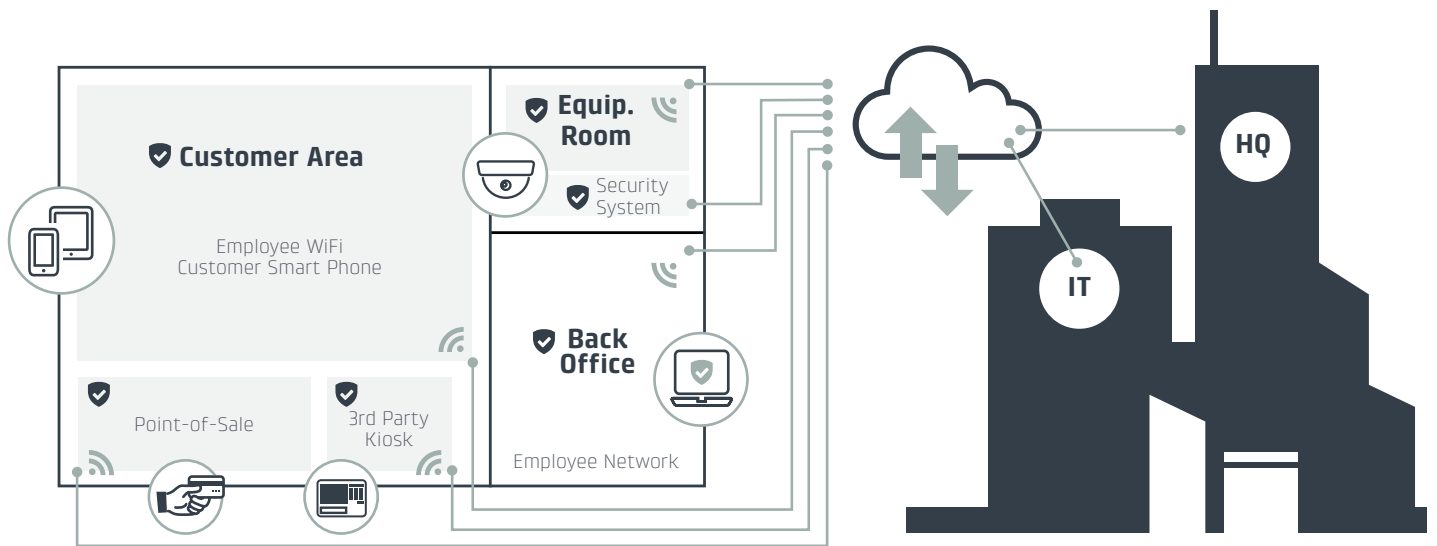 Customer Area
Employee WiFi
Customer Smart Phone
Point-of-Sale
3rd Party
Kiosk
Equip.
Room
Security
System
Back
Office
Employee Network
HQ
IT